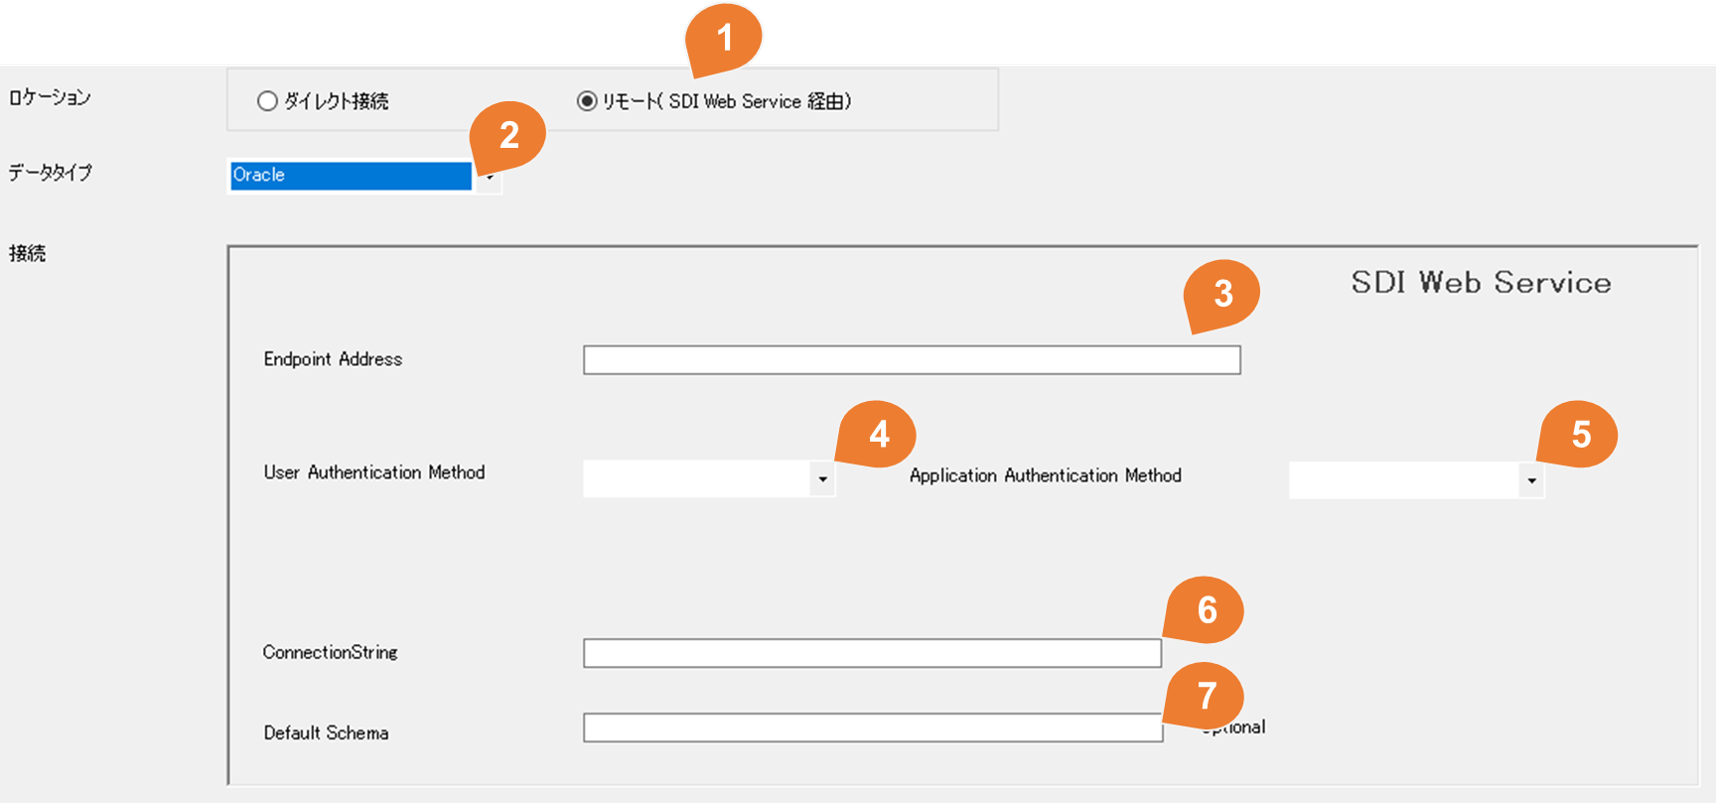 1
ロケーション
ダイレクト接続
リモート( SDI Web Service 経由)
2
データタイプ
Oracle
接続
SDI Web Service
3
Endpoint Address
4
5
User Authentication Method
Application Authentication Method
6
ConnectionString
7
Default Schema
Optional